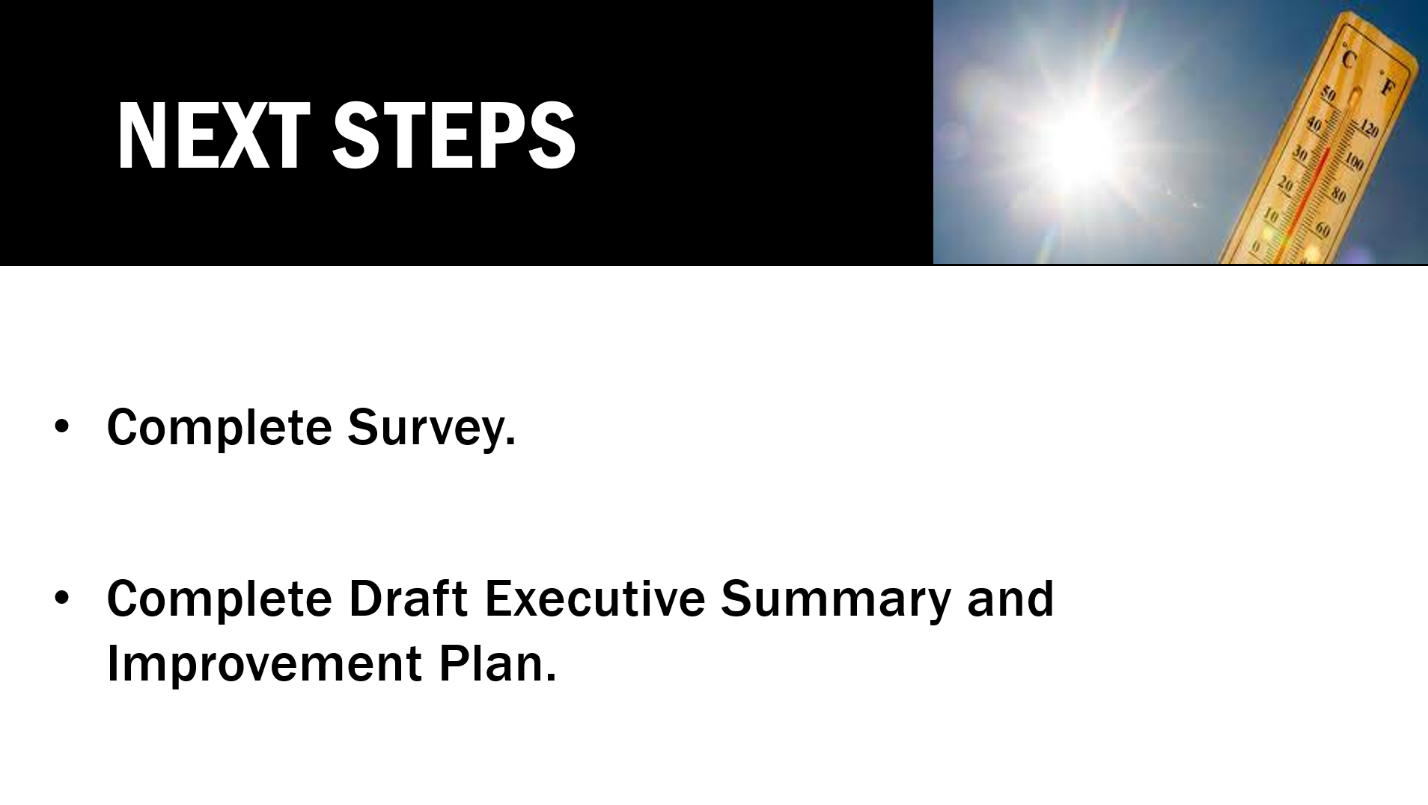 NEXT STEPS
°C °F
50
40 120
30 100
20 80
10 60
0
• Complete Survey.
• Complete Draft Executive Summary and
Improvement Plan.